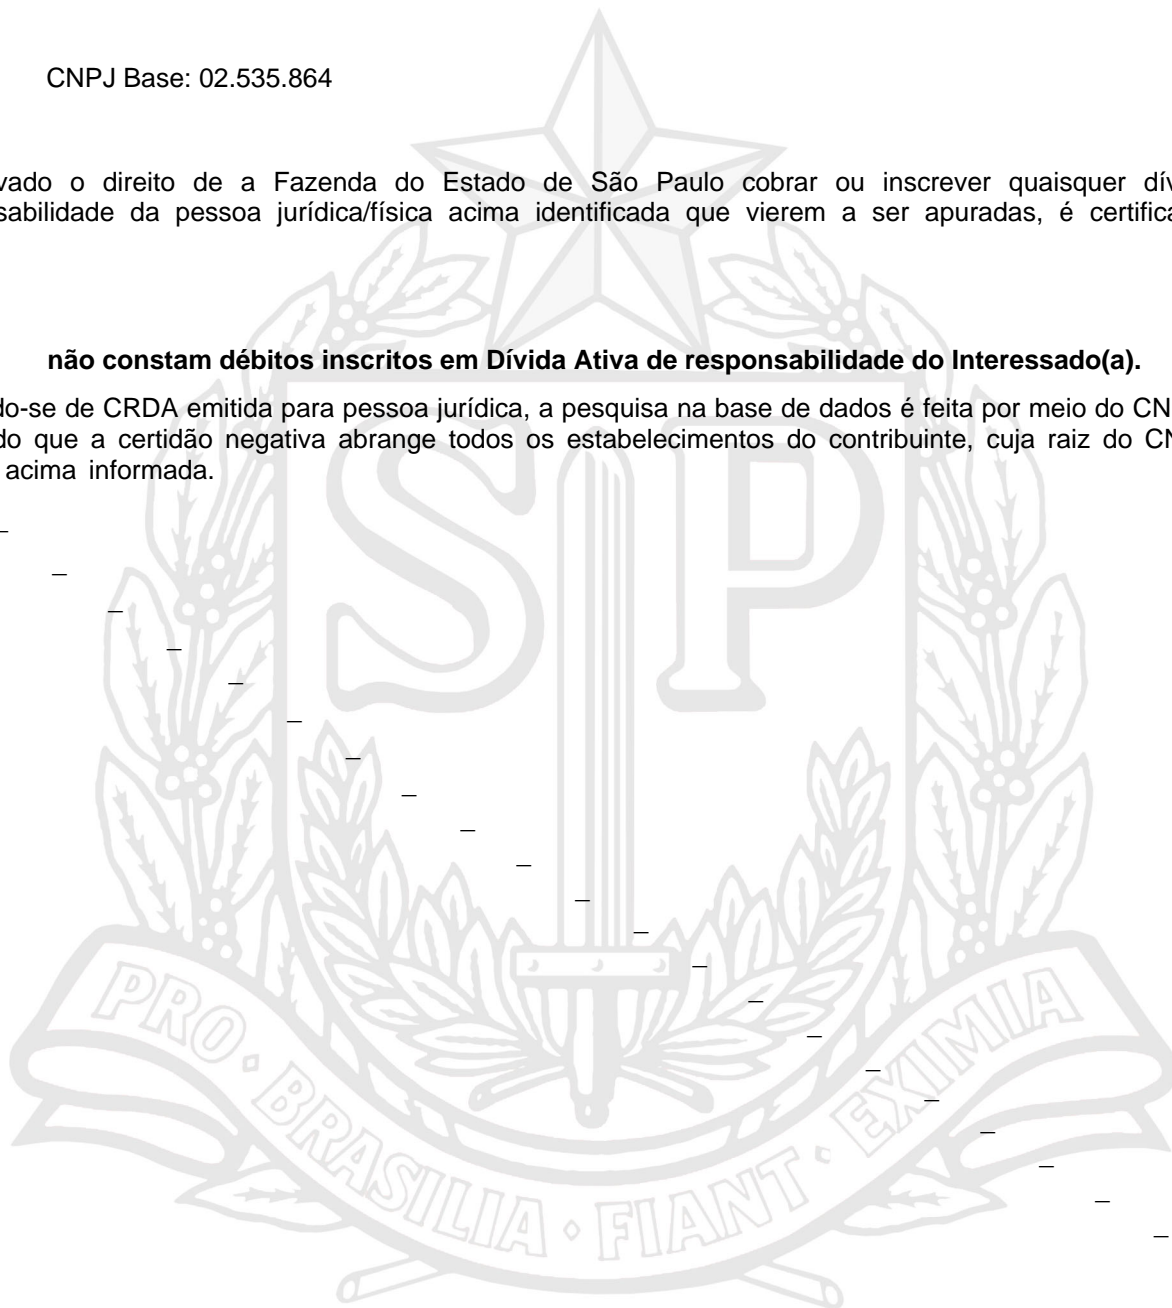 CNPJ Base: 02.535.864
vado o direito de a Fazenda do Estado de São Paulo cobrar ou inscrever quaisquer dív
sabilidade da pessoa jurídica/física acima identificada que vierem a ser apuradas, é certifica
não constam débitos inscritos em Dívida Ativa de responsabilidade do Interessado(a).
do-se de CRDA emitida para pessoa jurídica, a pesquisa na base de dados é feita por meio do CN
do que a certidão negativa abrange todos os estabelecimentos do contribuinte, cuja raiz do CN
acima informada.
SP
PRO · BRASILIA · FIANT · EXIMIA